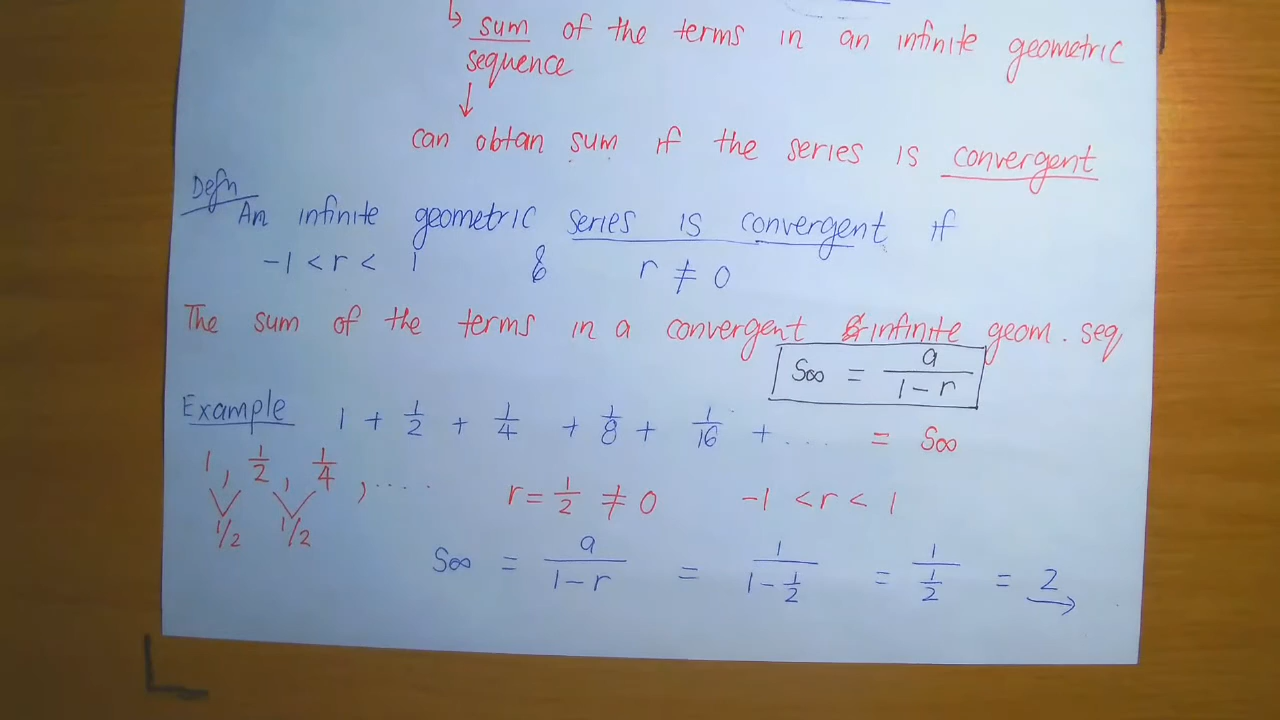 ↳ sum of the terms in an infinite geometric
sequence
↓
can obtan sum if the series is convergent
Defn
An infinite geometric series is convergent if
-1 < r < 1 & r ≠ 0
The sum of the terms in a convergent infinite geom. seq
S∞ = a/(1-r)
Example 1 + 1/2 + 1/4 + 1/8 + 1/16 + .... = S∞
1, 1/2, 1/4, .....
1/2 1/2
r = 1/2 ≠ 0 -1 < r < 1
S∞ = a/(1-r) = 1/(1-1/2) = 1/(1/2) = 2